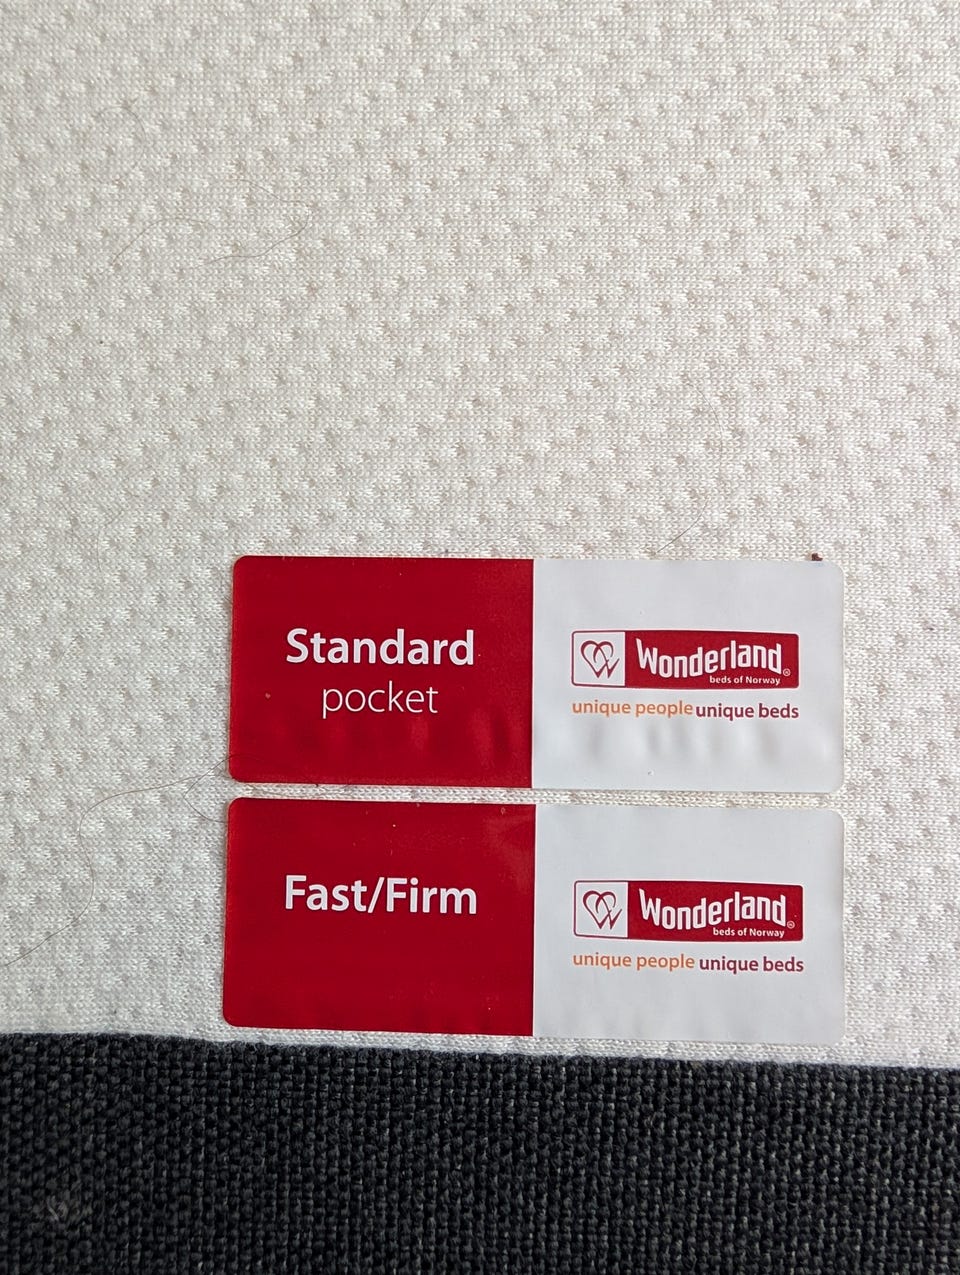 Standard
pocket
Wonderland®
beds of Norway
unique people unique beds
Fast/Firm
Wonderland®
beds of Norway
unique people unique beds